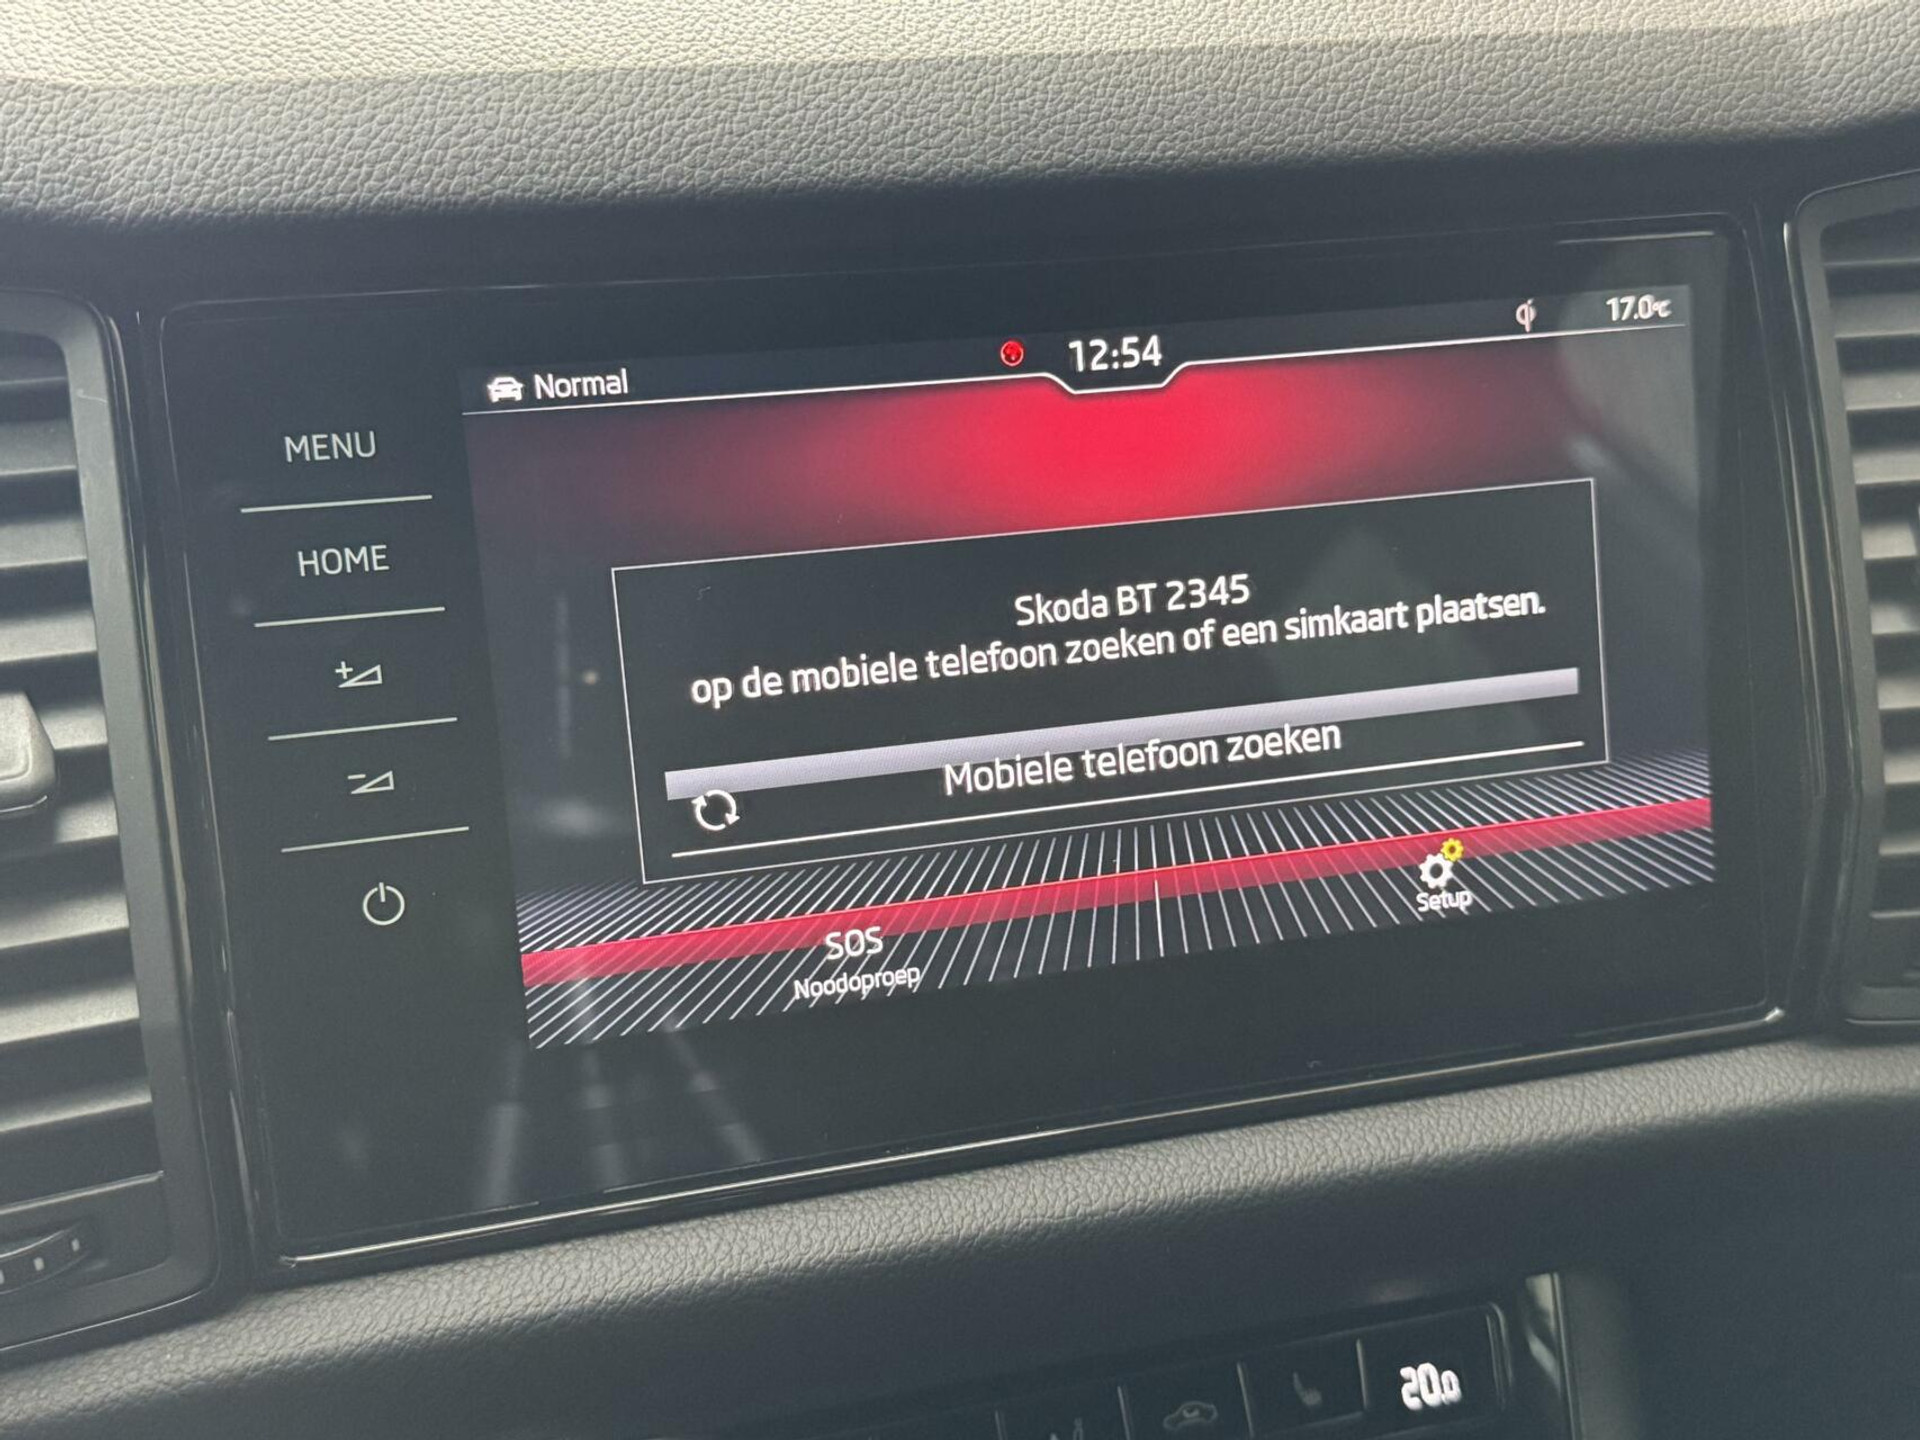 Normal
12:54
17.0°C
MENU
HOME
Skoda BT 2345
op de mobiele telefoon zoeken of een simkaart plaatsen.
Mobiele telefoon zoeken
SOS
Noodoproep
Setup
20.0